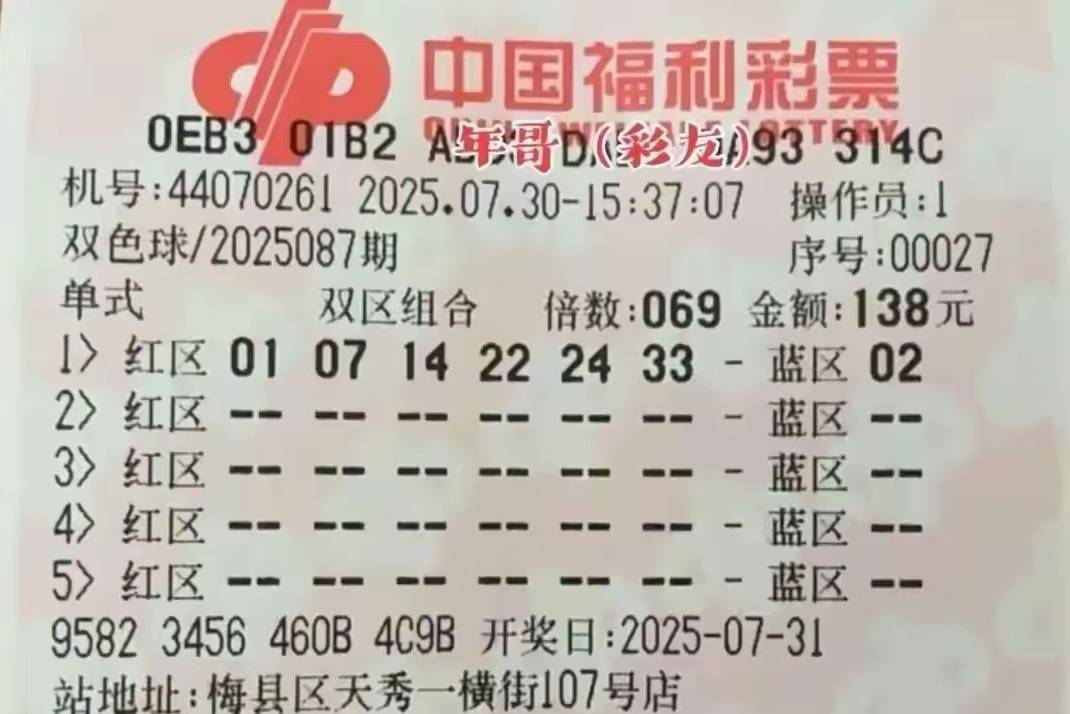 中国福利彩票
LOTTERY
0EB3 01B2 93 314C
年哥(彩友)
机号:44070261 2025.07.30-15:37:07 操作员:1
双色球/2025087期 序号:00027
单式 双区组合 倍数:069 金额:138元
1> 红区 01 07 14 22 24 33 - 蓝区 02
2> 红区 -- -- -- -- -- -- - 蓝区 --
3> 红区 -- -- -- -- -- -- - 蓝区 --
4> 红区 -- -- -- -- -- -- - 蓝区 --
5> 红区 -- -- -- -- -- -- - 蓝区 --
9582 3456 460B 4C9B 开奖日:2025-07-31
站地址:梅县区天秀一横街107号店